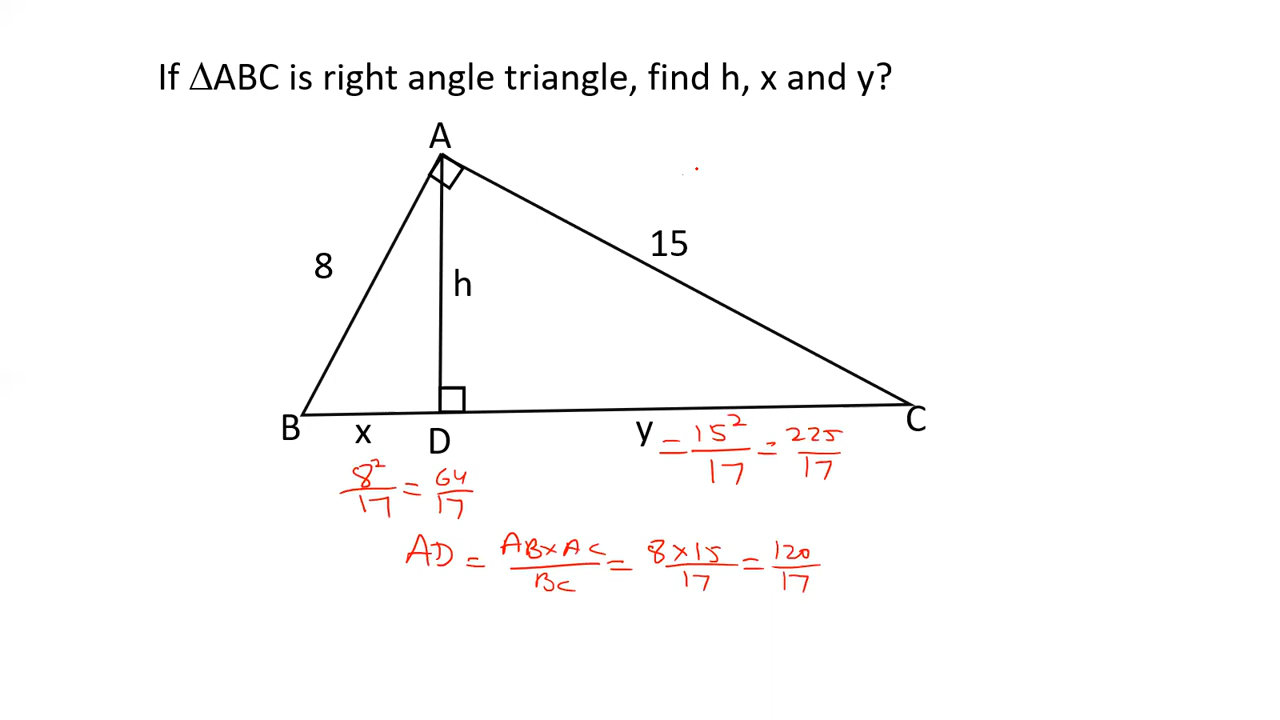 If ∆ABC is right angle triangle, find h, x and y?
A
15
8
h
B
x
D
y = 15²/17 = 225/17
C
8²/17 = 64/17
AD = AB×AC/BC = 8×15/17 = 120/17